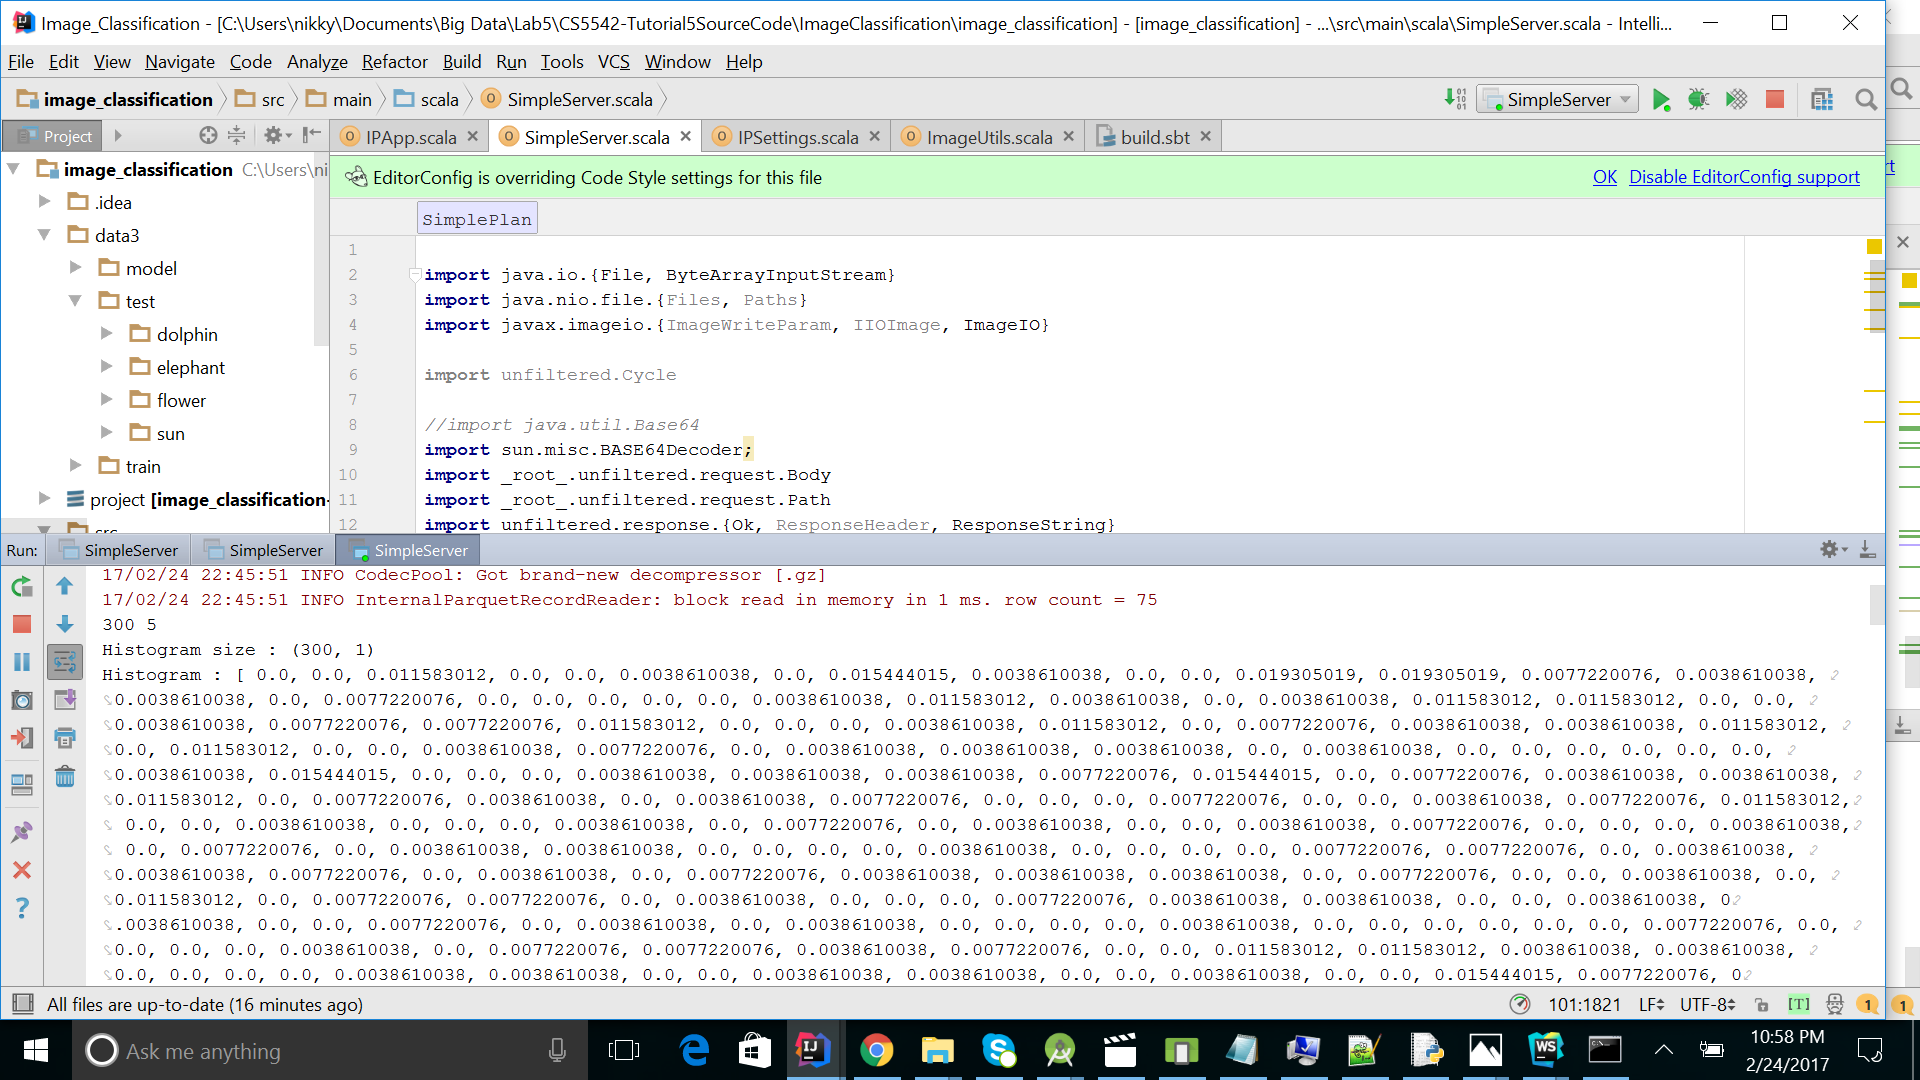 Image_Classification - [C:\Users\nikky\Documents\Big Data\Lab5\CS5542-Tutorial5SourceCode\ImageClassification\image_classification] - [image_classification] - ...\src\main\scala\SimpleServer.scala - Intelli...
File Edit View Navigate Code Analyze Refactor Build Run Tools VCS Window Help
image_classification src main scala SimpleServer.scala SimpleServer
Project IPApp.scala SimpleServer.scala IPSettings.scala ImageUtils.scala build.sbt
image_classification C:\Users\ni
.idea
data3
model
test
dolphin
elephant
flower
sun
train
project [image_classification-
EditorConfig is overriding Code Style settings for this file OK Disable EditorConfig support
SimplePlan
1
2 import java.io.{File, ByteArrayInputStream}
3 import java.nio.file.{Files, Paths}
4 import javax.imageio.{ImageWriteParam, IIOImage, ImageIO}
5
6 import unfiltered.Cycle
7
8 //import java.util.Base64
9 import sun.misc.BASE64Decoder;
10 import _root_.unfiltered.request.Body
11 import _root_.unfiltered.request.Path
12 import unfiltered.response.{Ok, ResponseHeader, ResponseString}
Run: SimpleServer SimpleServer SimpleServer
17/02/24 22:45:51 INFO CodecPool: Got brand-new decompressor [.gz]
17/02/24 22:45:51 INFO InternalParquetRecordReader: block read in memory in 1 ms. row count = 75
300 5
Histogram size : (300, 1)
Histogram : [ 0.0, 0.0, 0.011583012, 0.0, 0.0, 0.0038610038, 0.0, 0.015444015, 0.0038610038, 0.0, 0.0, 0.019305019, 0.019305019, 0.0077220076, 0.0038610038,
0.0038610038, 0.0, 0.0077220076, 0.0, 0.0, 0.0, 0.0, 0.0, 0.0038610038, 0.011583012, 0.0038610038, 0.0, 0.0038610038, 0.011583012, 0.011583012, 0.0, 0.0,
0.0038610038, 0.0077220076, 0.0077220076, 0.011583012, 0.0, 0.0, 0.0, 0.0038610038, 0.011583012, 0.0, 0.0077220076, 0.0038610038, 0.0038610038, 0.011583012,
0.0, 0.011583012, 0.0, 0.0, 0.0038610038, 0.0077220076, 0.0, 0.0038610038, 0.0038610038, 0.0038610038, 0.0, 0.0038610038, 0.0, 0.0, 0.0, 0.0, 0.0, 0.0,
0.0038610038, 0.015444015, 0.0, 0.0, 0.0, 0.0038610038, 0.0038610038, 0.0038610038, 0.0077220076, 0.015444015, 0.0, 0.0077220076, 0.0038610038, 0.0038610038,
0.011583012, 0.0, 0.0077220076, 0.0038610038, 0.0, 0.0038610038, 0.0077220076, 0.0, 0.0, 0.0, 0.0077220076, 0.0, 0.0, 0.0038610038, 0.0077220076, 0.011583012,
0.0, 0.0, 0.0038610038, 0.0, 0.0, 0.0, 0.0038610038, 0.0, 0.0077220076, 0.0, 0.0038610038, 0.0, 0.0, 0.0038610038, 0.0077220076, 0.0, 0.0, 0.0, 0.0038610038,
0.0, 0.0077220076, 0.0, 0.0038610038, 0.0038610038, 0.0, 0.0, 0.0, 0.0, 0.0038610038, 0.0, 0.0, 0.0, 0.0, 0.0077220076, 0.0077220076, 0.0, 0.0038610038,
0.0038610038, 0.0077220076, 0.0, 0.0038610038, 0.0, 0.0077220076, 0.0038610038, 0.0038610038, 0.0038610038, 0.0, 0.0077220076, 0.0, 0.0, 0.0038610038, 0.0,
0.011583012, 0.0, 0.0077220076, 0.0077220076, 0.0, 0.0038610038, 0.0, 0.0, 0.0, 0.0077220076, 0.0038610038, 0.0038610038, 0.0, 0.0, 0.0038610038, 0
.0038610038, 0.0, 0.0, 0.0077220076, 0.0, 0.0038610038, 0.0, 0.0038610038, 0.0, 0.0, 0.0, 0.0, 0.0038610038, 0.0, 0.0, 0.0, 0.0, 0.0, 0.0, 0.0077220076, 0.0,
0.0, 0.0, 0.0, 0.0038610038, 0.0, 0.0077220076, 0.0077220076, 0.0038610038, 0.0077220076, 0.0, 0.0, 0.011583012, 0.011583012, 0.0038610038, 0.0038610038,
0.0, 0.0, 0.0, 0.0, 0.0038610038, 0.0038610038, 0.0, 0.0, 0.0038610038, 0.0038610038, 0.0, 0.0, 0.0038610038, 0.0, 0.0, 0.015444015, 0.0077220076, 0
All files are up-to-date (16 minutes ago) 101:1821 LF UTF-8 [T] 1 1
Ask me anything 10:58 PM
2/24/2017